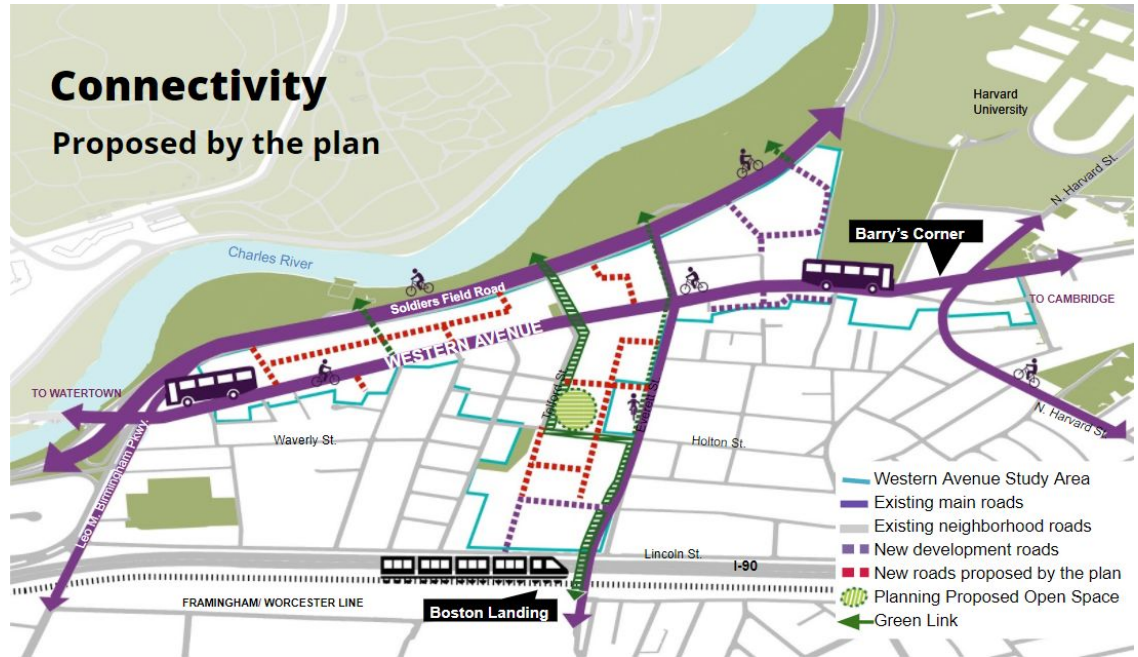 Connectivity
Proposed by the plan
Harvard
University
N. Harvard St.
Barry's Corner
Charles River
Soldiers Field Road
TO CAMBRIDGE
WESTERN AVENUE
TO WATERTOWN
Telford St.
Everett St.
N. Harvard St.
Waverly St.
Holton St.
Leo M. Birmingham Pkwy.
Western Avenue Study Area
Existing main roads
Existing neighborhood roads
New development roads
New roads proposed by the plan
Planning Proposed Open Space
Green Link
Lincoln St.
I-90
FRAMINGHAM/ WORCESTER LINE
Boston Landing